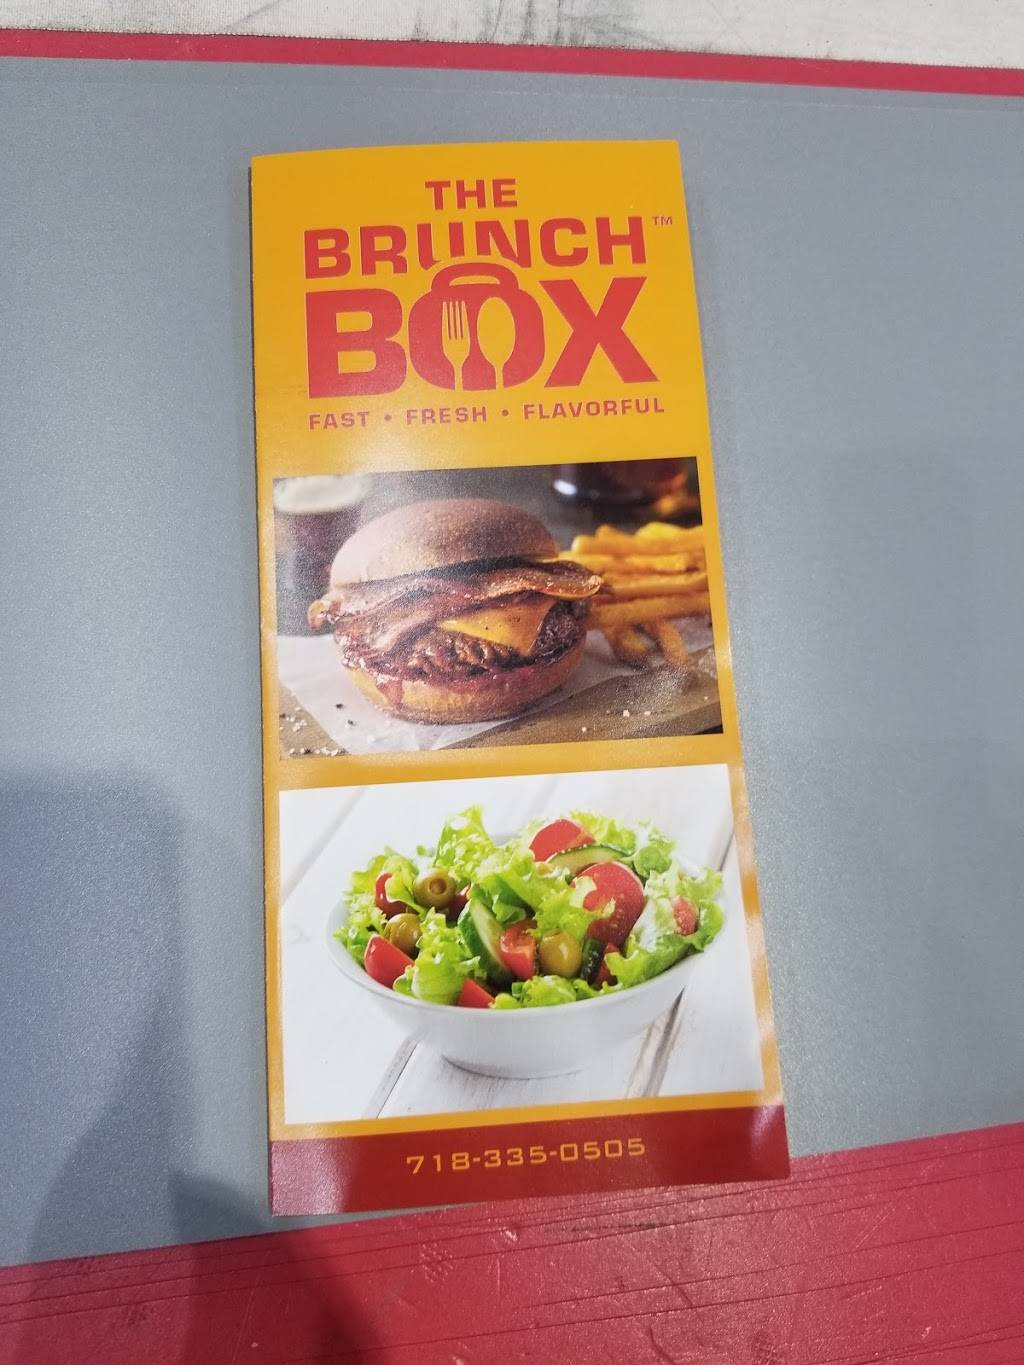 THE
BRUNCH™
BOX
FAST • FRESH • FLAVORFUL
718-335-0505